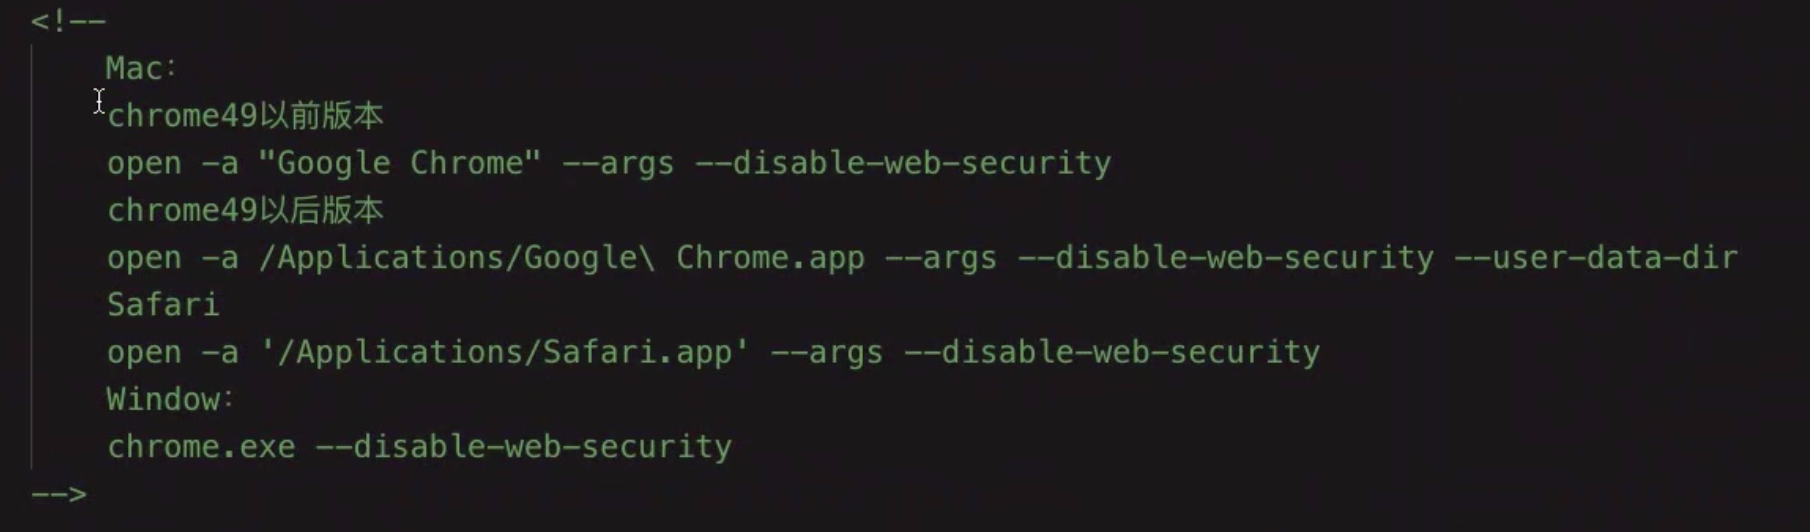 <!--
Mac:
chrome49以前版本
open -a "Google Chrome" --args --disable-web-security
chrome49以后版本
open -a /Applications/Google\ Chrome.app --args --disable-web-security --user-data-dir
Safari
open -a '/Applications/Safari.app' --args --disable-web-security
Window:
chrome.exe --disable-web-security
-->